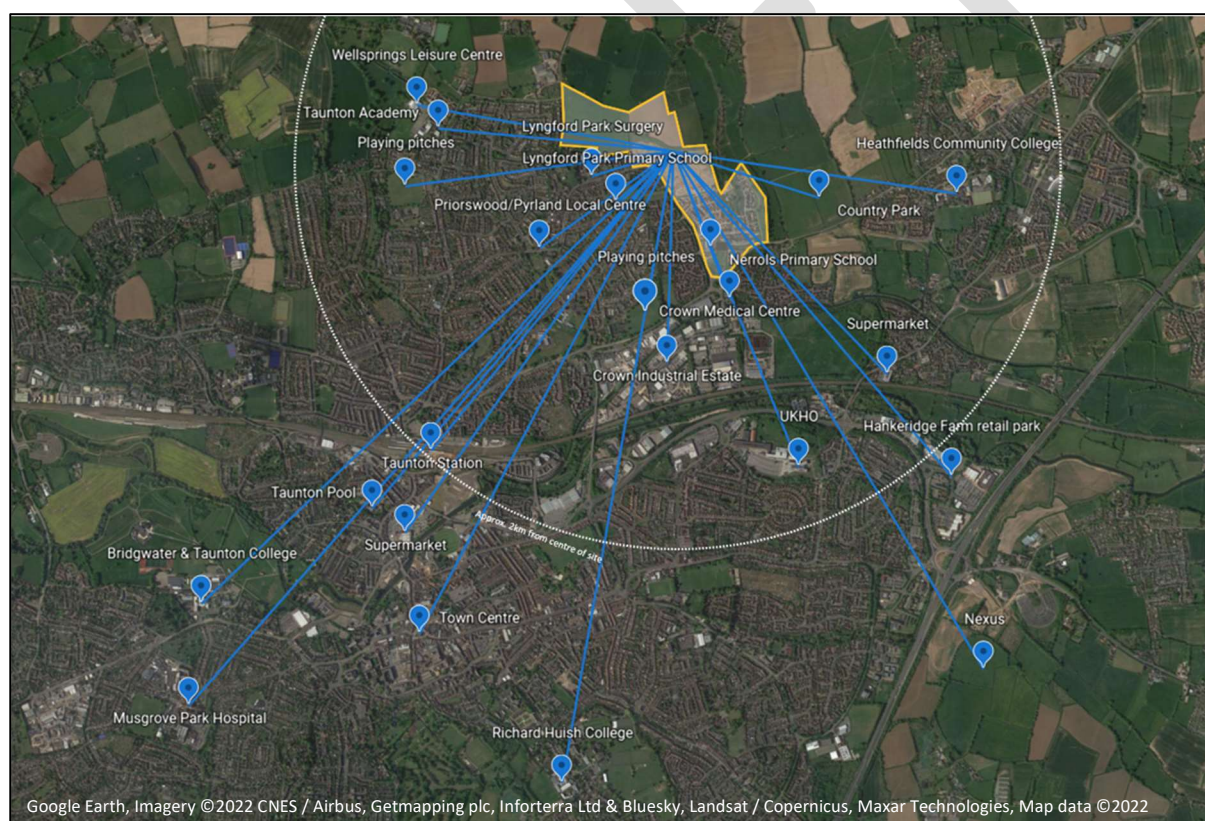 Wellsprings Leisure Centre
Taunton Academy
Lyngford Park Surgery
Playing pitches
Heathfields Community College
Lyngford Park Primary School
Priorswood/Pyrland Local Centre
Country Park
Playing pitches
Nerrols Primary School
Crown Medical Centre
Supermarket
Crown Industrial Estate
UKHO
Hankeridge Farm retail park
Taunton Station
Taunton Pool
Approx. 2km from centre of site
Supermarket
Bridgwater & Taunton College
Town Centre
Nexus
Musgrove Park Hospital
Richard Huish College
Google Earth, Imagery ©2022 CNES / Airbus, Getmapping plc, Inforterra Ltd & Bluesky, Landsat / Copernicus, Maxar Technologies, Map data ©2022